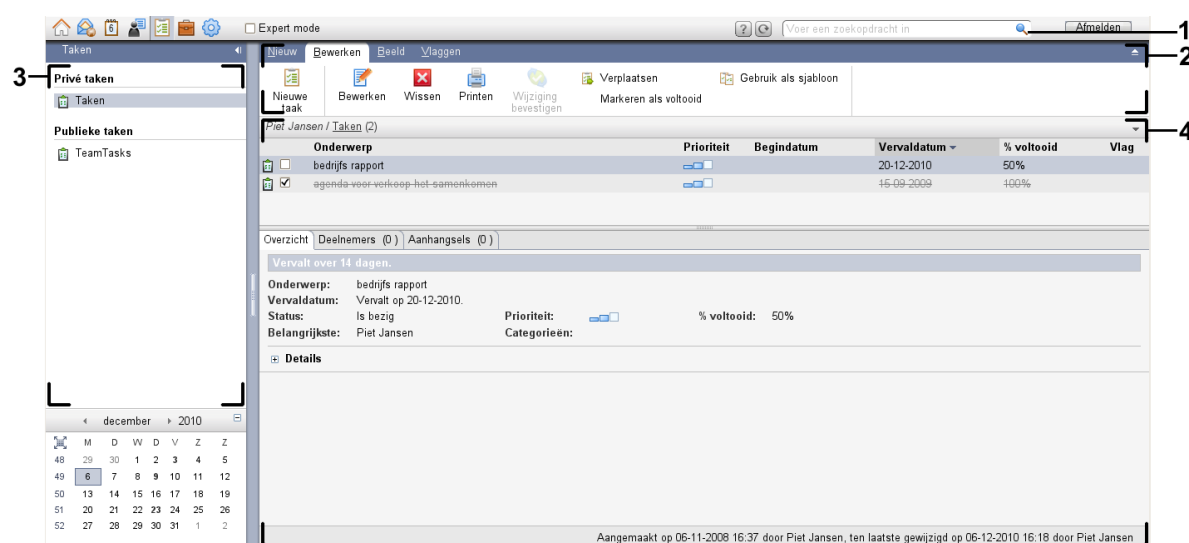 6
Expert mode
?
Voer een zoekopdracht in
Afmelden
1
Taken
Nieuw Bewerken Beeld Vlaggen
2
3
Privé taken
Taken
Publieke taken
TeamTasks
Nieuwe taak
Bewerken
Wissen
Printen
Wijziging bevestigen
Verplaatsen
Markeren als voltooid
Gebruik als sjabloon
Piet Jansen / Taken (2)
4
Onderwerp Prioriteit Begindatum Vervaldatum % voltooid Vlag
bedrijfs rapport 20-12-2010 50%
agenda voor verkoop het samenkomen 15-09-2009 100%
Overzicht Deelnemers (0 ) Aanhangsels (0 )
Vervalt over 14 dagen.
Onderwerp: bedrijfs rapport
Vervaldatum: Vervalt op 20-12-2010.
Status: Is bezig Prioriteit: % voltooid: 50%
Belangrijkste: Piet Jansen Categorieën:
Details
december 2010
M D W D V Z Z
48 29 30 1 2 3 4 5
49 6 7 8 9 10 11 12
50 13 14 15 16 17 18 19
51 20 21 22 23 24 25 26
52 27 28 29 30 31 1 2
Aangemaakt op 06-11-2008 16:37 door Piet Jansen, ten laatste gewijzigd op 06-12-2010 16:18 door Piet Jansen